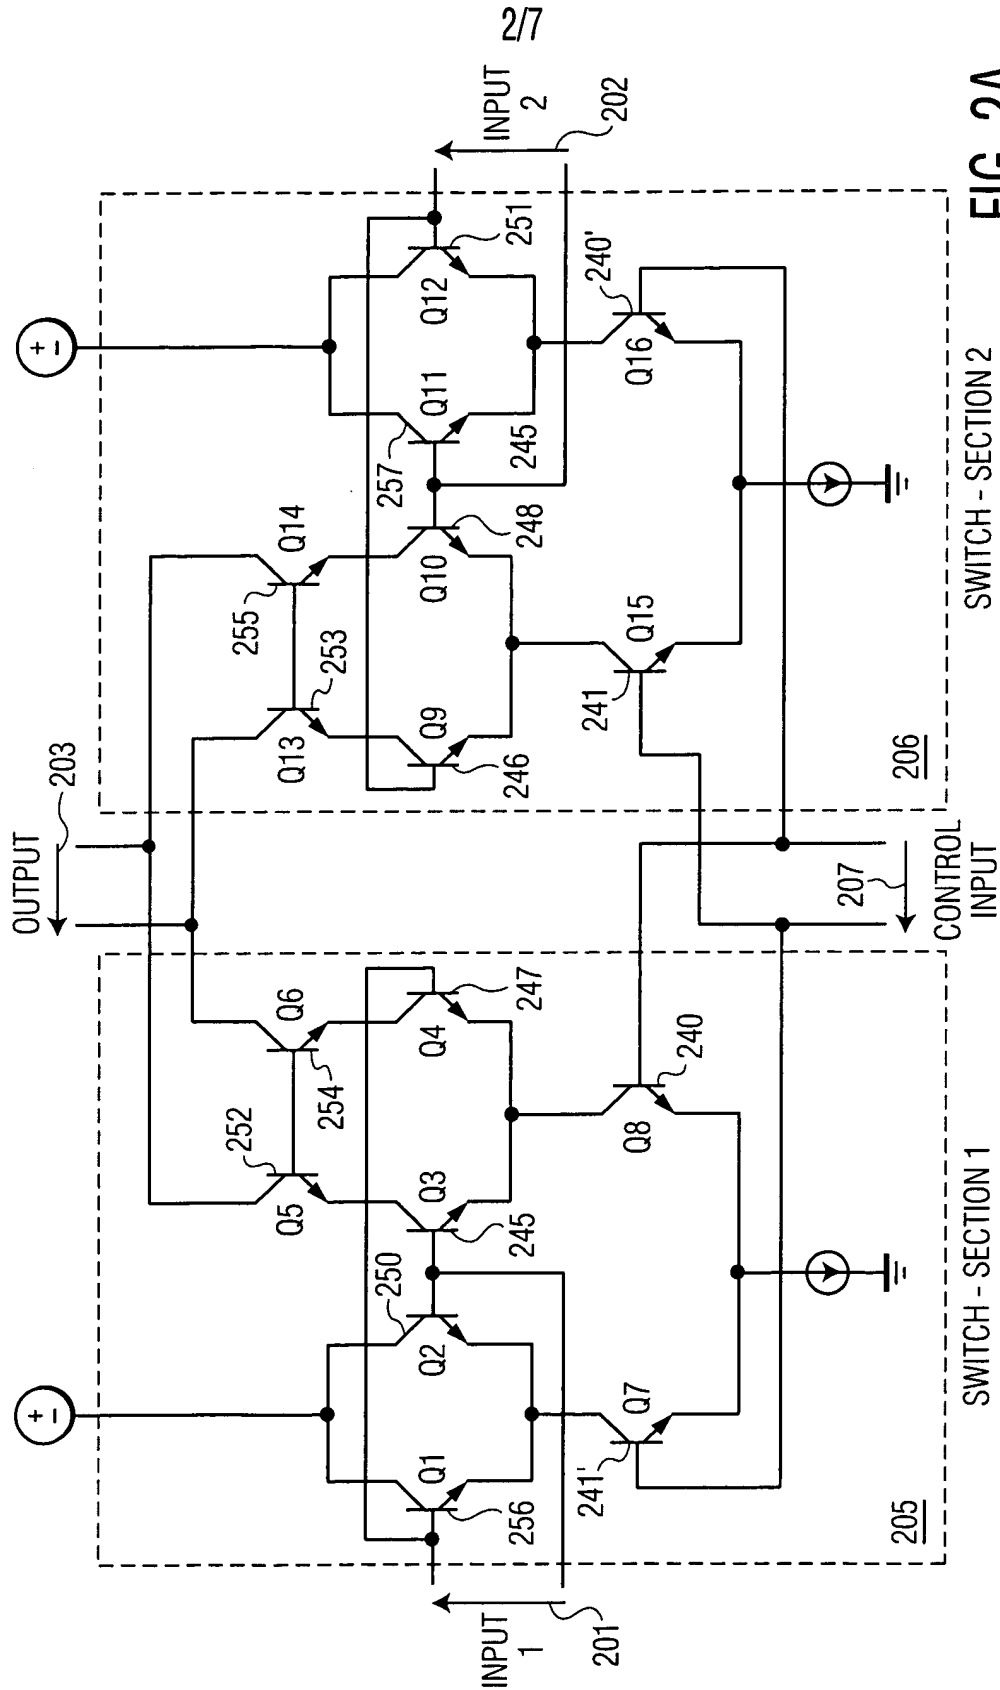 2/7
OUTPUT
203
INPUT
1
201
INPUT
2
202
Q5
252
Q6
254
Q13
253
Q14
255
Q1
256
Q2
250
Q3
245
Q4
247
Q9
246
Q10
248
Q11
257
245
Q12
251
Q7
241'
Q8
240
Q15
241
Q16
240'
205
206
207
CONTROL
INPUT
SWITCH - SECTION 1
SWITCH - SECTION 2
FIG. 2A